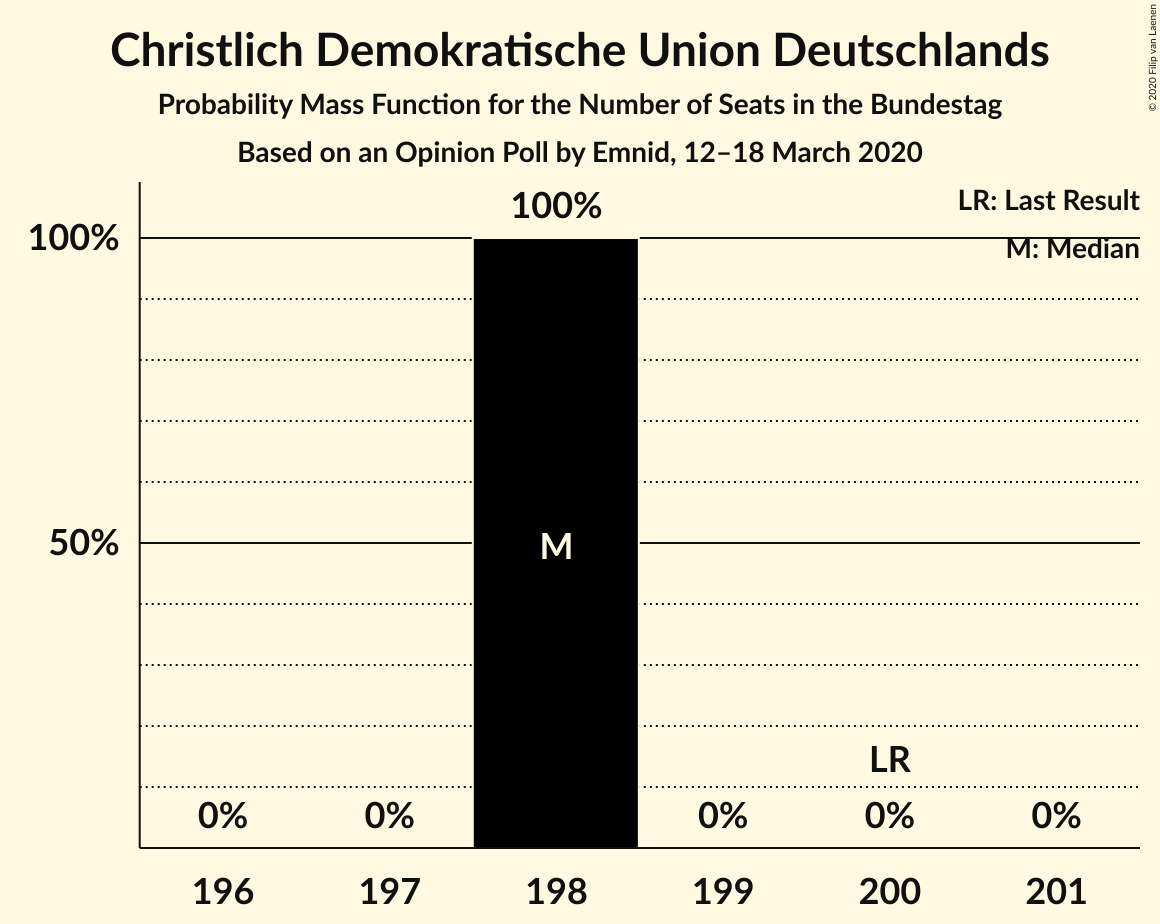 Christlich Demokratische Union Deutschlands
Probability Mass Function for the Number of Seats in the Bundestag
Based on an Opinion Poll by Emnid, 12–18 March 2020
© 2020 Filip van Laenen
LR: Last Result
M: Median
100%
100%
50%
M
LR
0%
0%
0%
0%
0%
196
197
198
199
200
201